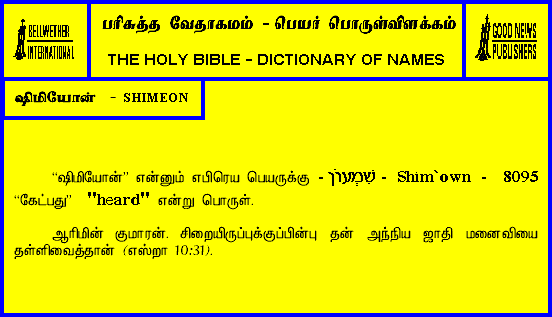 BELLWETHER
INTERNATIONAL
பரிசுத்த வேதாகமம் - பெயர் பொருள்விளக்கம்
THE HOLY BIBLE - DICTIONARY OF NAMES
GOOD NEWS
PUBLISHERS
ஷிமியோன் - SHIMEON
“ஷிமியோன்” என்னும் எபிரெய பெயருக்கு - שִׁמְעוֹן - Shim`own - 8095
“கேட்பது” "heard" என்று பொருள்.
ஆரிமின் குமாரன். சிறையிருப்புக்குப்பின்பு தன் அந்நிய ஜாதி மனைவியை
தள்ளிவைத்தான் (எஸ்றா 10:31).